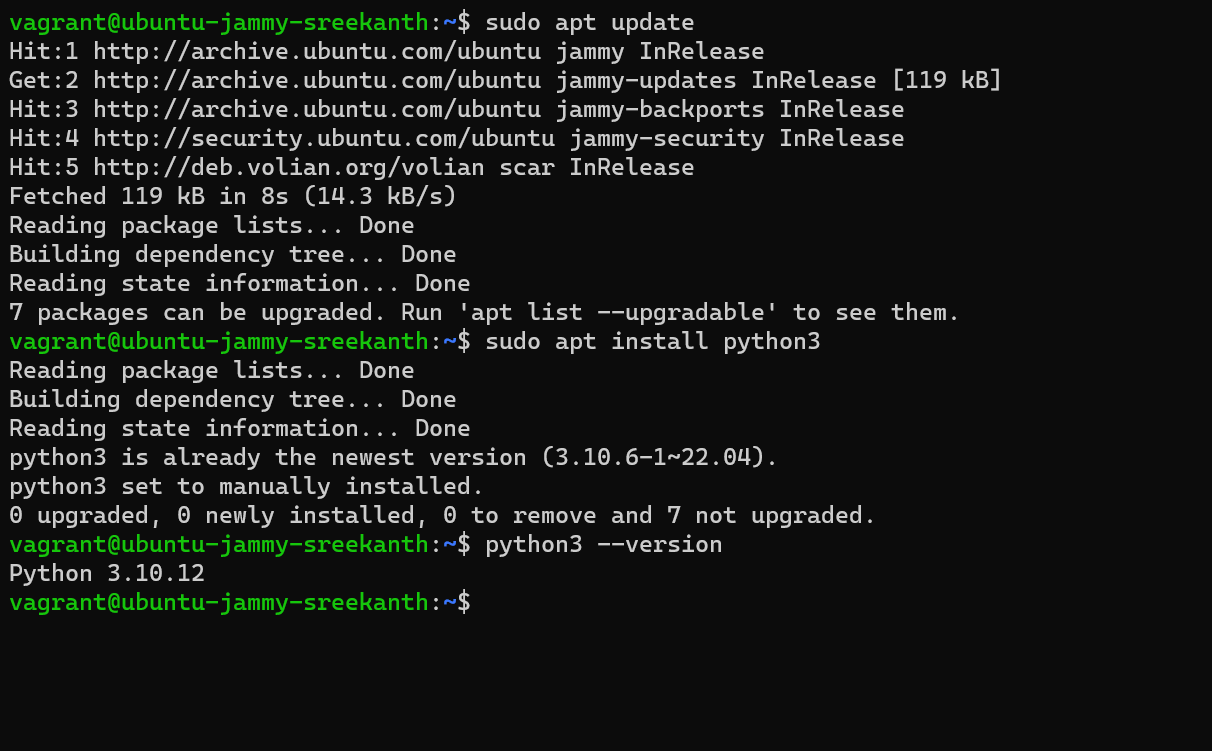 vagrant@ubuntu-jammy-sreekanth:~$ sudo apt update
Hit:1 http://archive.ubuntu.com/ubuntu jammy InRelease
Get:2 http://archive.ubuntu.com/ubuntu jammy-updates InRelease [119 kB]
Hit:3 http://archive.ubuntu.com/ubuntu jammy-backports InRelease
Hit:4 http://security.ubuntu.com/ubuntu jammy-security InRelease
Hit:5 http://deb.volian.org/volian scar InRelease
Fetched 119 kB in 8s (14.3 kB/s)
Reading package lists... Done
Building dependency tree... Done
Reading state information... Done
7 packages can be upgraded. Run 'apt list --upgradable' to see them.
vagrant@ubuntu-jammy-sreekanth:~$ sudo apt install python3
Reading package lists... Done
Building dependency tree... Done
Reading state information... Done
python3 is already the newest version (3.10.6-1~22.04).
python3 set to manually installed.
0 upgraded, 0 newly installed, 0 to remove and 7 not upgraded.
vagrant@ubuntu-jammy-sreekanth:~$ python3 --version
Python 3.10.12
vagrant@ubuntu-jammy-sreekanth:~$